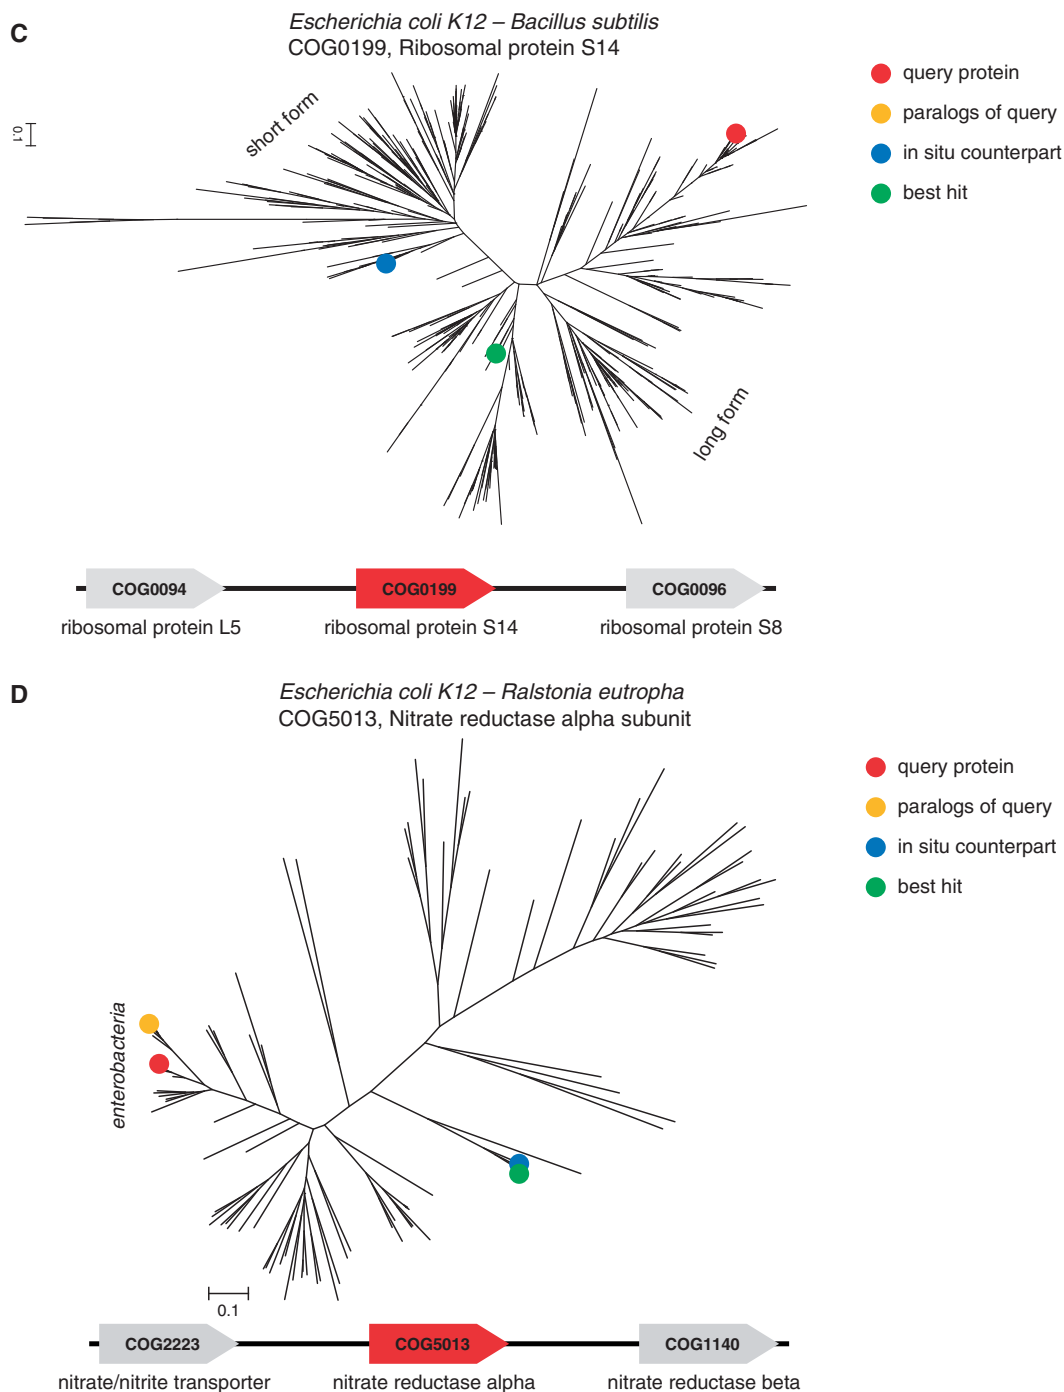 C
Escherichia coli K12 – Bacillus subtilis
COG0199, Ribosomal protein S14
query protein
paralogs of query
in situ counterpart
best hit
0.1
short form
long form
COG0094
COG0199
COG0096
ribosomal protein L5
ribosomal protein S14
ribosomal protein S8
D
Escherichia coli K12 – Ralstonia eutropha
COG5013, Nitrate reductase alpha subunit
query protein
paralogs of query
in situ counterpart
best hit
enterobacteria
0.1
COG2223
COG5013
COG1140
nitrate/nitrite transporter
nitrate reductase alpha
nitrate reductase beta